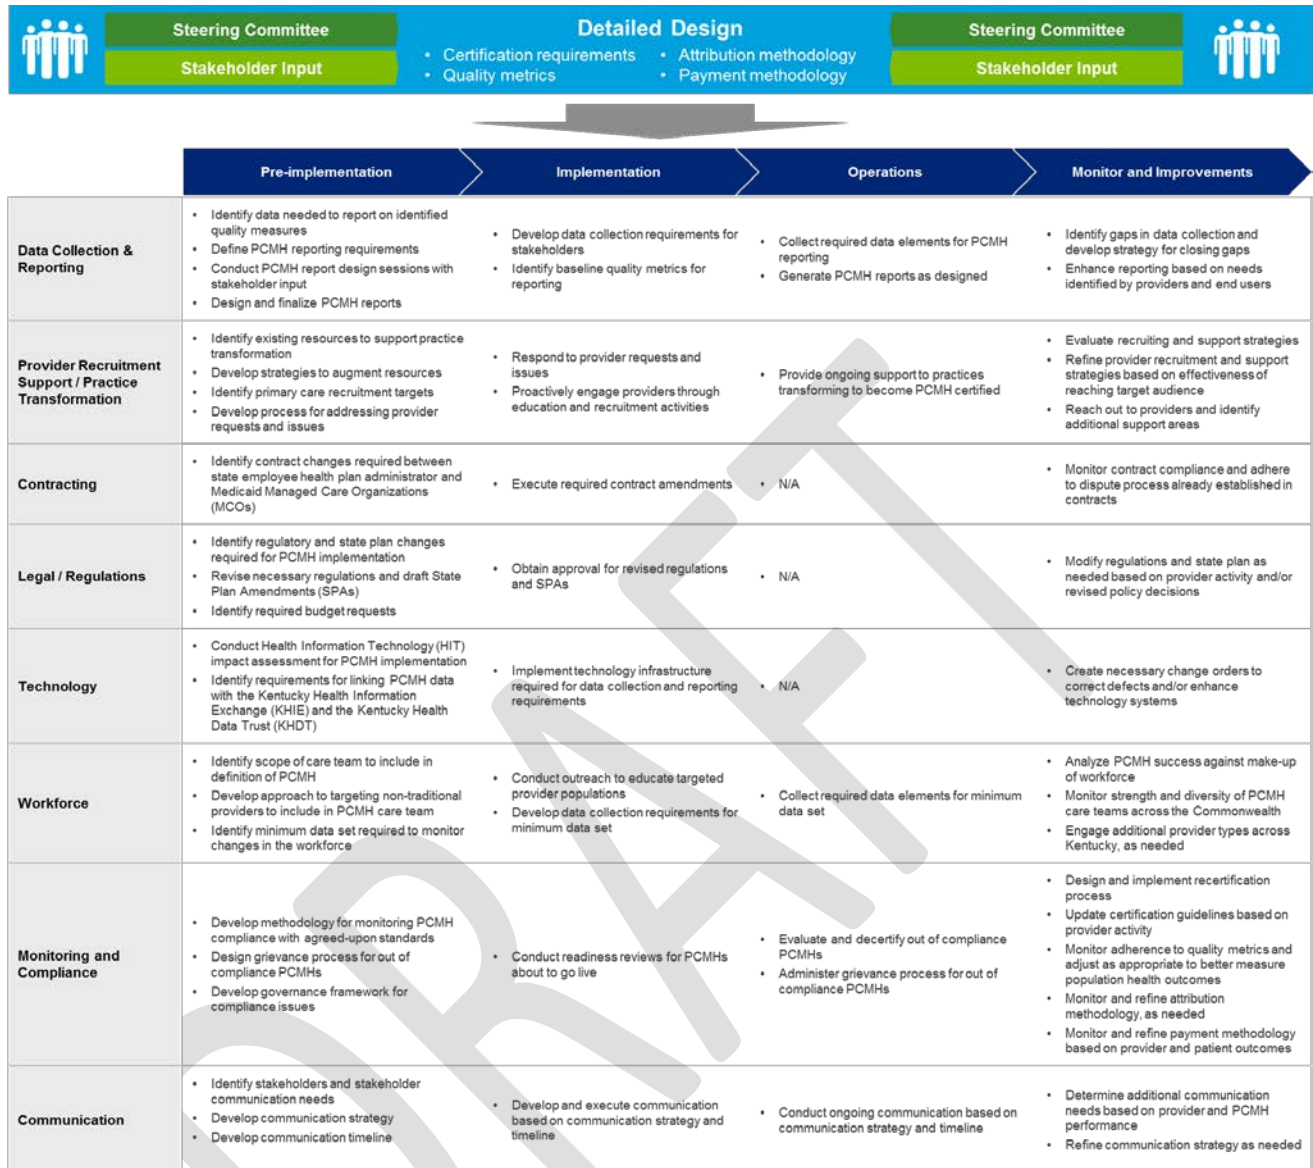 Steering Committee
Stakeholder Input
Detailed Design
• Certification requirements • Attribution methodology
• Quality metrics • Payment methodology
Steering Committee
Stakeholder Input
Pre-implementation
Implementation
Operations
Monitor and Improvements
Data Collection &
Reporting
• Identify data needed to report on identified
quality measures
• Define PCMH reporting requirements
• Conduct PCMH report design sessions with
stakeholder input
• Design and finalize PCMH reports
• Develop data collection requirements for
stakeholders
• Identify baseline quality metrics for
reporting
• Collect required data elements for PCMH
reporting
• Generate PCMH reports as designed
• Identify gaps in data collection and
develop strategy for closing gaps
• Enhance reporting based on needs
identified by providers and end users
Provider Recruitment
Support / Practice
Transformation
• Identify existing resources to support practice
transformation
• Develop strategies to augment resources
• Identify primary care recruitment targets
• Develop process for addressing provider
requests and issues
• Respond to provider requests and
issues
• Proactively engage providers through
education and recruitment activities
• Provide ongoing support to practices
transforming to become PCMH certified
• Evaluate recruiting and support strategies
• Refine provider recruitment and support
strategies based on effectiveness of
reaching target audience
• Reach out to providers and identify
additional support areas
Contracting
• Identify contract changes required between
state employee health plan administrator and
Medicaid Managed Care Organizations
(MCOs)
• Execute required contract amendments
• N/A
• Monitor contract compliance and adhere
to dispute process already established in
contracts
Legal / Regulations
• Identify regulatory and state plan changes
required for PCMH implementation
• Revise necessary regulations and draft State
Plan Amendments (SPAs)
• Identify required budget requests
• Obtain approval for revised regulations
and SPAs
• N/A
• Modify regulations and state plan as
needed based on provider activity and/or
revised policy decisions
Technology
• Conduct Health Information Technology (HIT)
impact assessment for PCMH implementation
• Identify requirements for linking PCMH data
with the Kentucky Health Information
Exchange (KHIE) and the Kentucky Health
Data Trust (KHDT)
• Implement technology infrastructure
required for data collection and reporting
requirements
• N/A
• Create necessary change orders to
correct defects and/or enhance
technology systems
Workforce
• Identify scope of care team to include in
definition of PCMH
• Develop approach to targeting non-traditional
providers to include in PCMH care team
• Identify minimum data set required to monitor
changes in the workforce
• Conduct outreach to educate targeted
provider populations
• Develop data collection requirements for
minimum data set
• Collect required data elements for minimum
data set
• Analyze PCMH success against make-up
of workforce
• Monitor strength and diversity of PCMH
care teams across the Commonwealth
• Engage additional provider types across
Kentucky, as needed
Monitoring and
Compliance
• Develop methodology for monitoring PCMH
compliance with agreed-upon standards
• Design grievance process for out of
compliance PCMHs
• Develop governance framework for
compliance issues
• Conduct readiness reviews for PCMHs
about to go live
• Evaluate and decertify out of compliance
PCMHs
• Administer grievance process for out of
compliance PCMHs
• Design and implement recertification
process
• Update certification guidelines based on
provider activity
• Monitor adherence to quality metrics and
adjust as appropriate to better measure
population health outcomes
• Monitor and refine attribution
methodology, as needed
• Monitor and refine payment methodology
based on provider and patient outcomes
Communication
• Identify stakeholders and stakeholder
communication needs
• Develop communication strategy
• Develop communication timeline
• Develop and execute communication
based on communication strategy and
timeline
• Conduct ongoing communication based on
communication strategy and timeline
• Determine additional communication
needs based on provider and PCMH
performance
• Refine communication strategy as needed
DRAFT